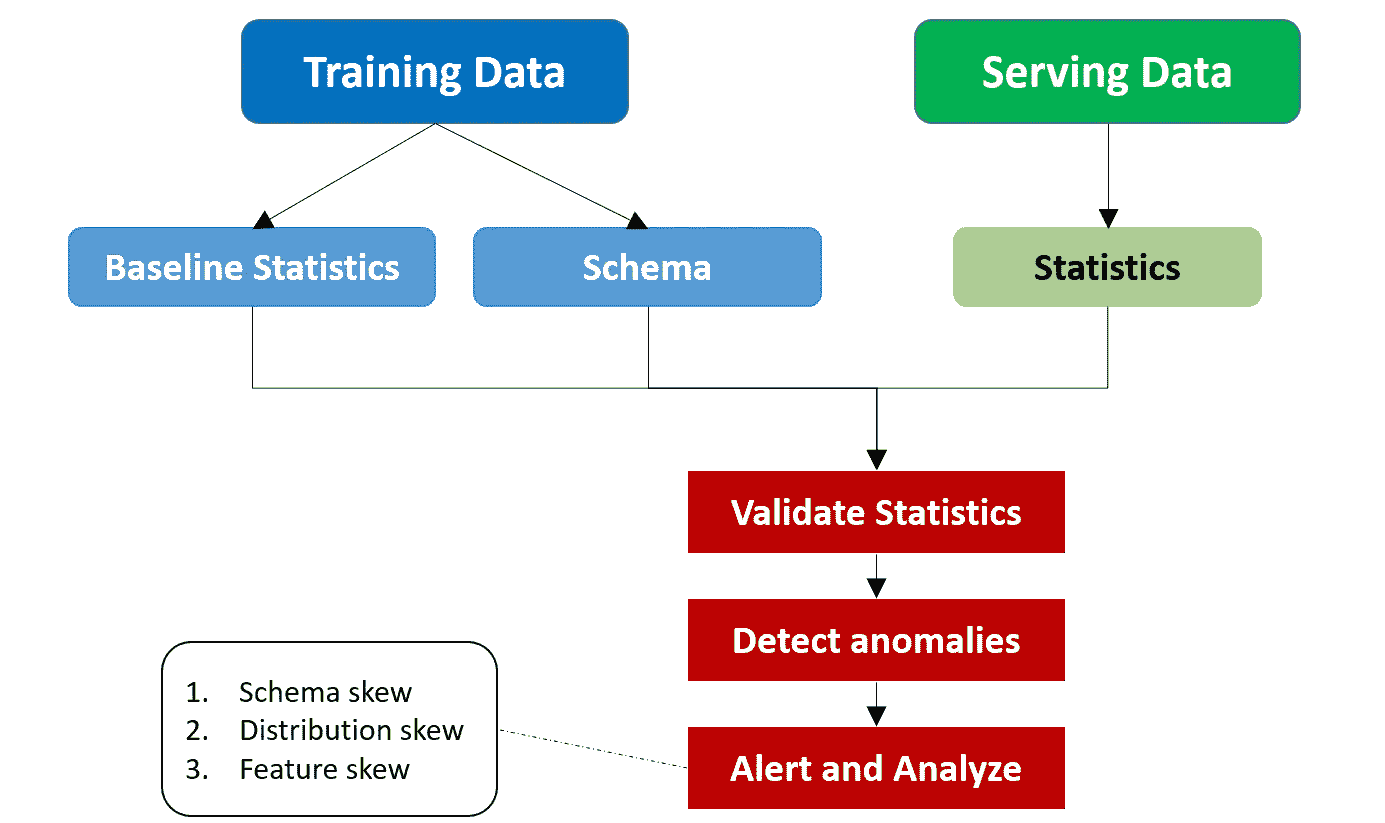 Training Data
Serving Data
Baseline Statistics
Schema
Statistics
Validate Statistics
Detect anomalies
Alert and Analyze
1. Schema skew
2. Distribution skew
3. Feature skew